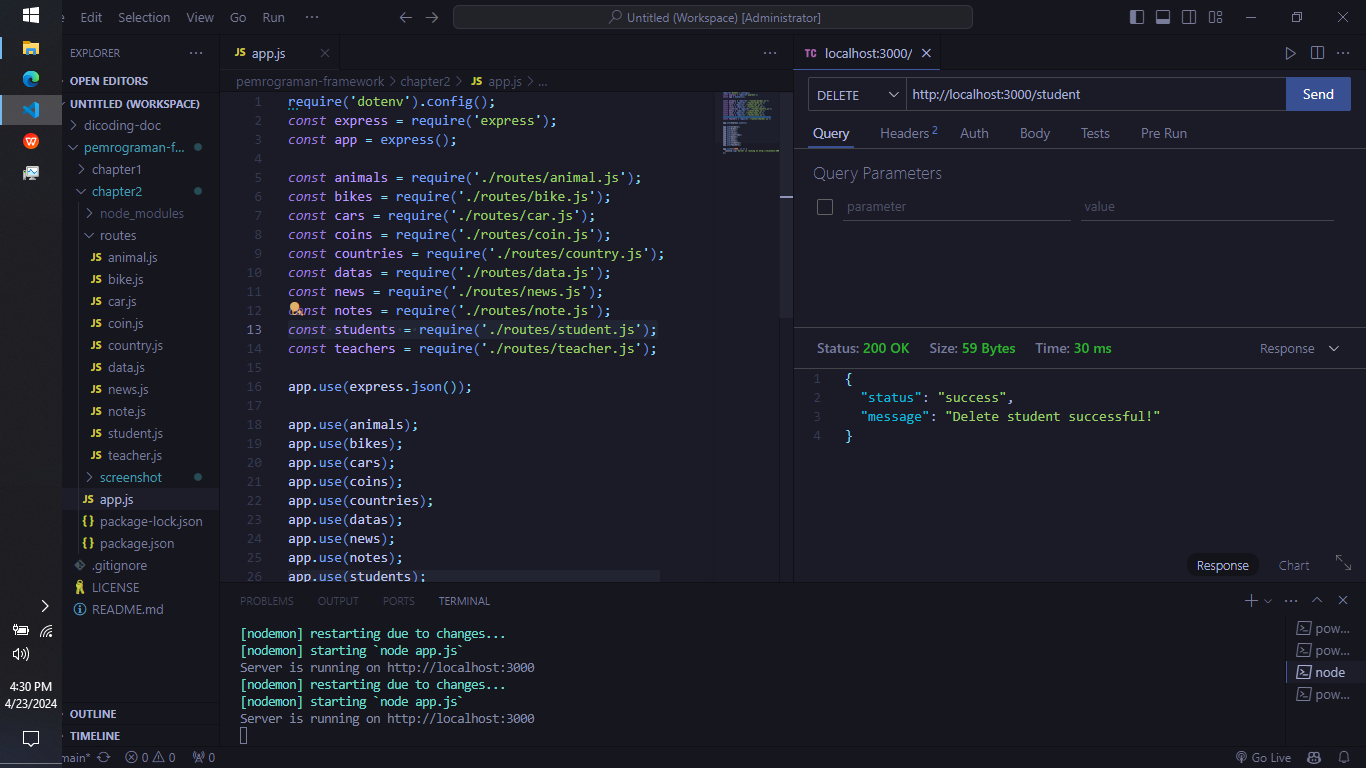 Edit Selection View Go Run ···
Untitled (Workspace) [Administrator]
EXPLORER ···
OPEN EDITORS
UNTITLED (WORKSPACE)
dicoding-doc
pemrograman-f...
chapter1
chapter2
node_modules
routes
JS animal.js
JS bike.js
JS car.js
JS coin.js
JS country.js
JS data.js
JS news.js
JS note.js
JS student.js
JS teacher.js
screenshot
JS app.js
{} package-lock.json
{} package.json
.gitignore
LICENSE
README.md
OUTLINE
TIMELINE
JS app.js
pemrograman-framework > chapter2 > JS app.js > ...
1 require('dotenv').config();
2 const express = require('express');
3 const app = express();
4
5 const animals = require('./routes/animal.js');
6 const bikes = require('./routes/bike.js');
7 const cars = require('./routes/car.js');
8 const coins = require('./routes/coin.js');
9 const countries = require('./routes/country.js');
10 const datas = require('./routes/data.js');
11 const news = require('./routes/news.js');
12 const notes = require('./routes/note.js');
13 const students = require('./routes/student.js');
14 const teachers = require('./routes/teacher.js');
15
16 app.use(express.json());
17
18 app.use(animals);
19 app.use(bikes);
20 app.use(cars);
21 app.use(coins);
22 app.use(countries);
23 app.use(datas);
24 app.use(news);
25 app.use(notes);
26 app.use(students);
TC localhost:3000/
DELETE http://localhost:3000/student Send
Query Headers 2 Auth Body Tests Pre Run
Query Parameters
parameter value
Status: 200 OK Size: 59 Bytes Time: 30 ms Response
1 {
2 "status": "success",
3 "message": "Delete student successful!"
4 }
Response Chart
PROBLEMS OUTPUT PORTS TERMINAL
[nodemon] restarting due to changes...
[nodemon] starting `node app.js`
Server is running on http://localhost:3000
[nodemon] restarting due to changes...
[nodemon] starting `node app.js`
Server is running on http://localhost:3000
pow...
pow...
node
pow...
4:30 PM
4/23/2024
main* 0 0 0
Go Live